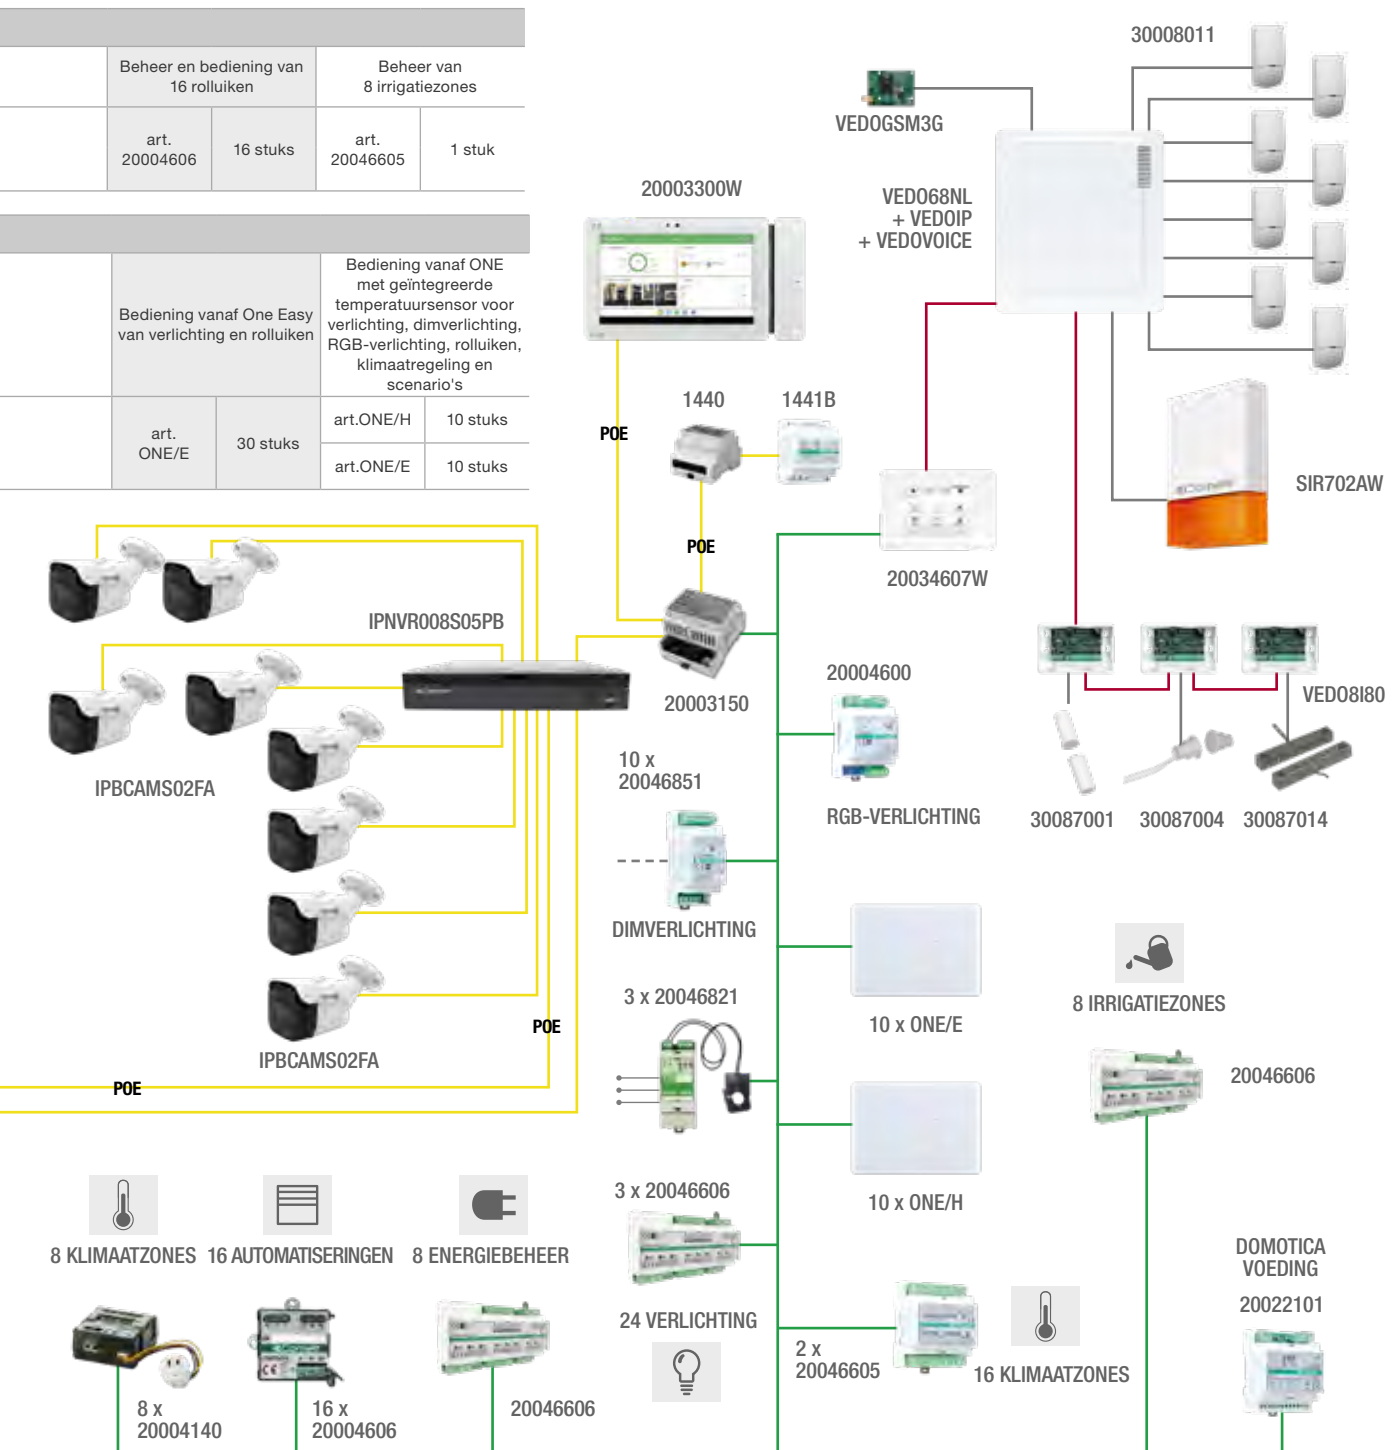 Beheer en bediening van
16 rolluiken
Beheer van
8 irrigatiezones
art.
20004606
16 stuks
art.
20046605
1 stuk
Bediening vanaf One Easy
van verlichting en rolluiken
Bediening vanaf ONE
met geïntegreerde
temperatuursensor voor
verlichting, dimverlichting,
RGB-verlichting, rolluiken,
klimaatregeling en
scenario's
art.
ONE/E
30 stuks
art.ONE/H
10 stuks
art.ONE/E
10 stuks
30008011
VEDOGSM3G
20003300W
VEDO68NL
+ VEDOIP
+ VEDOVOICE
1440
1441B
POE
POE
SIR702AW
20034607W
IPNVR008S05PB
20003150
20004600
VEDO8I80
IPBCAMS02FA
10 x
20046851
RGB-VERLICHTING
30087001
30087004
30087014
DIMVERLICHTING
3 x 20046821
8 IRRIGATIEZONES
10 x ONE/E
POE
IPBCAMS02FA
20046606
POE
3 x 20046606
10 x ONE/H
8 KLIMAATZONES
16 AUTOMATISERINGEN
8 ENERGIEBEHEER
DOMOTICA
VOEDING
20022101
24 VERLICHTING
2 x
20046605
16 KLIMAATZONES
8 x
20004140
16 x
20004606
20046606